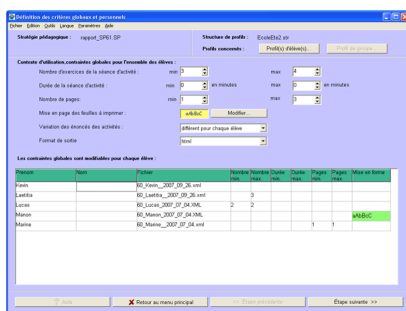 Définition des critères globaux et personnels
Fichier Edition Outils Langue Paramètres Aide
Stratégie pédagogique : rapport_SP61.SP
Structure de profils : EcoleEte2.str
Profils concernés : Profil(s) d'élève(s)... Profil de groupe...
Contexte d'utilisation,contraintes globales pour l'ensemble des élèves :
Nombre d'exercices de la séance d'activité min 3 max 4
Durée de la séance d'activité : min 0 en minutes max 0 en minutes
Nombre de pages: min 1 max 3
Mise en page des feuilles à imprimer : aAbBcC Modifier...
Variation des énoncés des activités : différent pour chaque élève
Format de sortie html
Les contraintes globales sont modifiables pour chaque élève :
Prenom Nom Fichier Nombre min. Nombre max. Durée min. Durée max. Pages min. Pages max. Mise en forme
Kevin 60_Kevin__2007_09_26.xml
Laetitia 60_Laetitia__2007_09_26.xml 3
Lucas 60_Lucas_2007_07_04.XML 2 2
Manon 60_Manon_2007_07_04.XML aAbBcC
Marine 60_Marine__2007_07_04.xml 1 1
Aide Retour au menu principal << Étape précédente Étape suivante >>